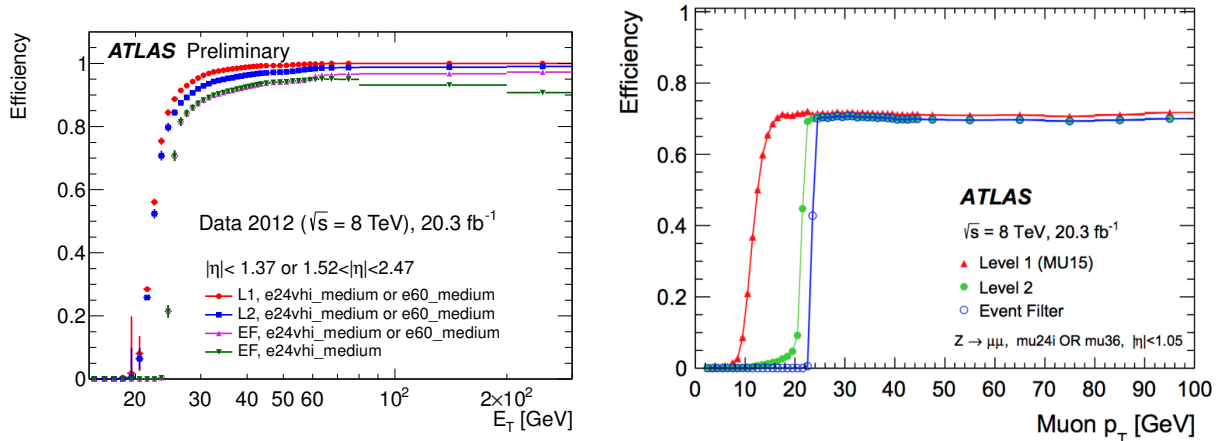 Efficiency
ATLAS Preliminary
1
0.8
0.6
0.4
0.2
0
Data 2012 (√s = 8 TeV), 20.3 fb⁻¹
|η|< 1.37 or 1.52<|η|<2.47
L1, e24vhi_medium or e60_medium
L2, e24vhi_medium or e60_medium
EF, e24vhi_medium or e60_medium
EF, e24vhi_medium
20 30 40 50 60 10² 2×10²
E_T [GeV]
Efficiency
1
0.8
0.6
0.4
0.2
0
ATLAS
√s = 8 TeV, 20.3 fb⁻¹
Level 1 (MU15)
Level 2
Event Filter
Z → μμ, mu24i OR mu36, |η|<1.05
0 10 20 30 40 50 60 70 80 90 100
Muon p_T [GeV]